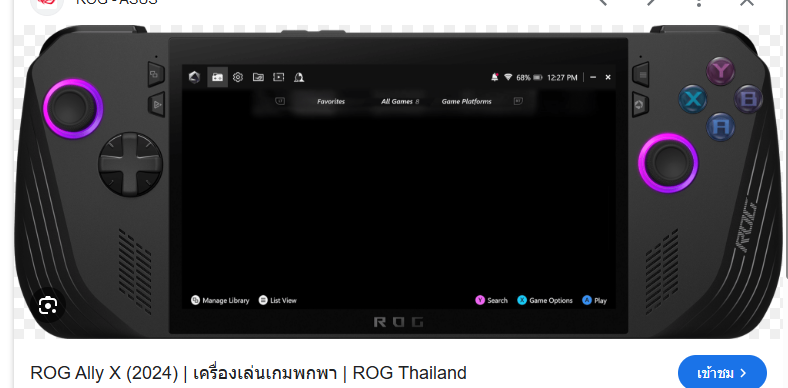 ROG - ASUS
68% 12:27 PM
Favorites All Games 8 Game Platforms
Y
X B
A
ROG
Manage Library List View Y Search X Game Options A Play
ROG
ROG Ally X (2024) | เครื่องเล่นเกมพกพา | ROG Thailand
เข้าชม